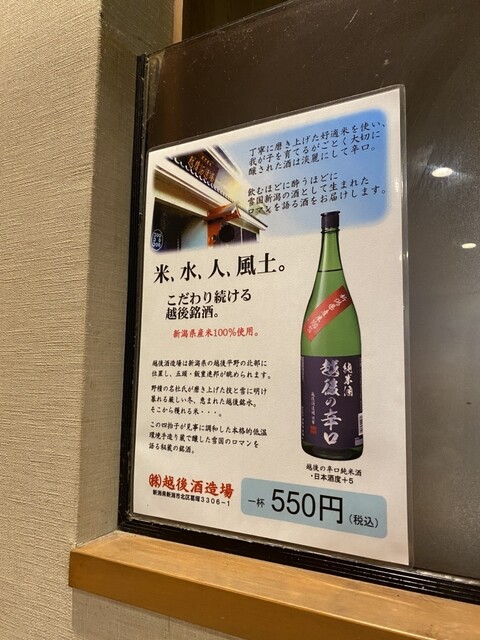 丁寧に磨き上げた好適米を使い、
我が子を育てるがごとく大切に
醸された酒は淡麗にして辛口。
飲むほどに酔うほどに
雪国新潟の酒として生まれた
ロマンを語る酒をお届けします。
米、水、人、風土。
こだわり続ける
越後銘酒。
新潟県産米100%使用。
越後酒造場は新潟県の越後平野の北部に
位置し、五頭・飯豊連邦が眺められます。
野積の名杜氏が磨き上げた技と雪に明け
暮れる厳しい冬、恵まれた越後銘水。
そこから穫れる水・・・。
この四拍子が見事に調和した本格的低温
環境手造り蔵で醸した雪国のロマンを
語る秘蔵の銘酒。
純米酒
越後の辛口
越後の辛口純米酒
・日本酒度+5
㈱越後酒造場
新潟県新潟市北区葛塚3306-1
一杯 550円(税込)